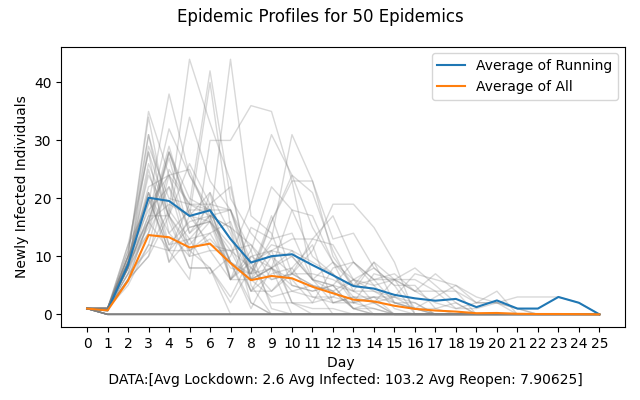 Epidemic Profiles for 50 Epidemics
Average of Running
Average of All
Newly Infected Individuals
40
30
20
10
0
0 1 2 3 4 5 6 7 8 9 10 11 12 13 14 15 16 17 18 19 20 21 22 23 24 25
Day
DATA:[Avg Lockdown: 2.6 Avg Infected: 103.2 Avg Reopen: 7.90625]